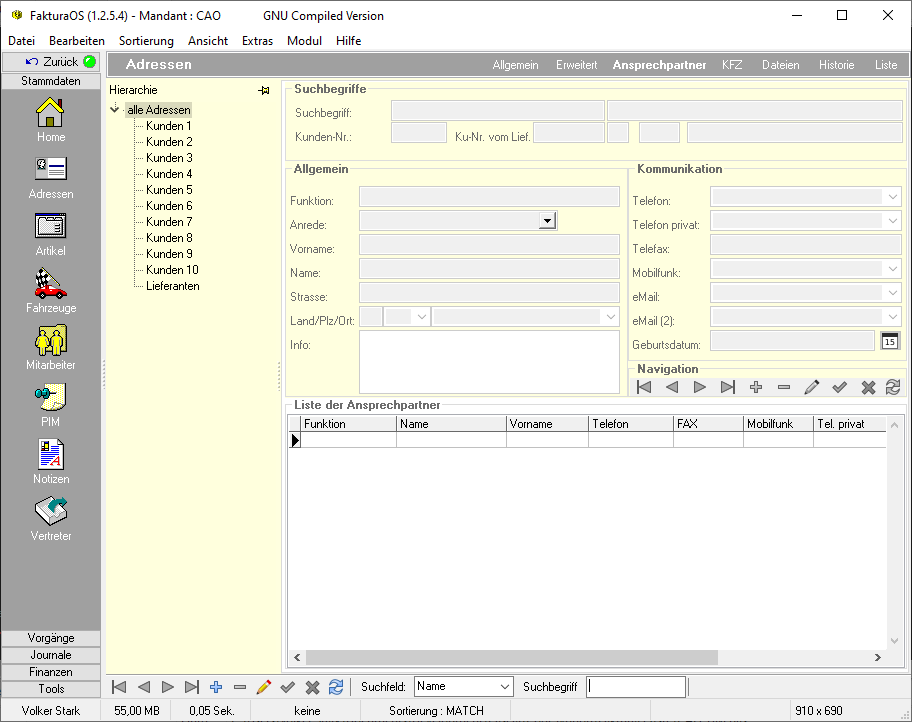 FakturaOS (1.2.5.4) - Mandant : CAO GNU Compiled Version
Datei Bearbeiten Sortierung Ansicht Extras Modul Hilfe
Zurück
Adressen Allgemein Erweitert Ansprechpartner KFZ Dateien Historie Liste
Stammdaten
Home
Adressen
Artikel
Fahrzeuge
Mitarbeiter
PIM
Notizen
Vertreter
Vorgänge
Journale
Finanzen
Tools
Hierarchie
alle Adressen
Kunden 1
Kunden 2
Kunden 3
Kunden 4
Kunden 5
Kunden 6
Kunden 7
Kunden 8
Kunden 9
Kunden 10
Lieferanten
Suchbegriffe
Suchbegriff:
Kunden-Nr.: Ku-Nr. vom Lief.
Allgemein
Funktion:
Anrede:
Vorname:
Name:
Strasse:
Land/Plz/Ort:
Info:
Kommunikation
Telefon:
Telefon privat:
Telefax:
Mobilfunk:
eMail:
eMail (2):
Geburtsdatum: 15
Navigation
Liste der Ansprechpartner
Funktion Name Vorname Telefon FAX Mobilfunk Tel. privat
Suchfeld: Name Suchbegriff
Volker Stark 55,00 MB 0,05 Sek. keine Sortierung : MATCH 910 x 690